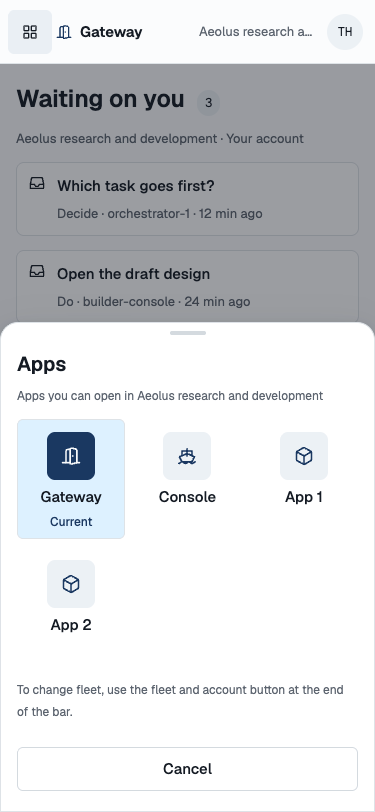 Gateway
Aeolus research a...
TH
Waiting on you 3
Aeolus research and development · Your account
Which task goes first?
Decide · orchestrator-1 · 12 min ago
Open the draft design
Do · builder-console · 24 min ago
Apps
Apps you can open in Aeolus research and development
Gateway
Current
Console
App 1
App 2
To change fleet, use the fleet and account button at the end
of the bar.
Cancel